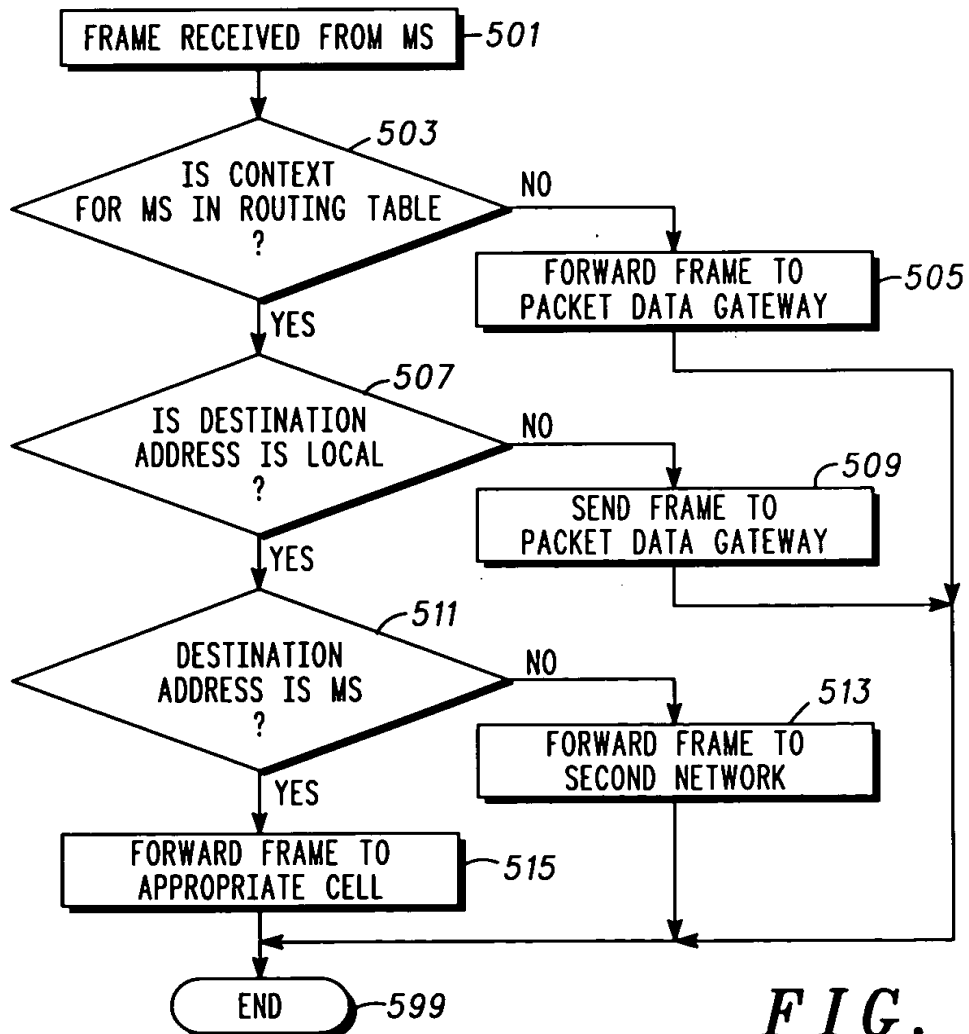 FRAME RECEIVED FROM MS
501
503
IS CONTEXT
FOR MS IN ROUTING TABLE
?
NO
FORWARD FRAME TO
PACKET DATA GATEWAY
505
YES
507
IS DESTINATION
ADDRESS IS LOCAL
?
NO
509
SEND FRAME TO
PACKET DATA GATEWAY
YES
511
DESTINATION
ADDRESS IS MS
?
NO
513
FORWARD FRAME TO
SECOND NETWORK
YES
FORWARD FRAME TO
APPROPRIATE CELL
515
END
599
FIG.